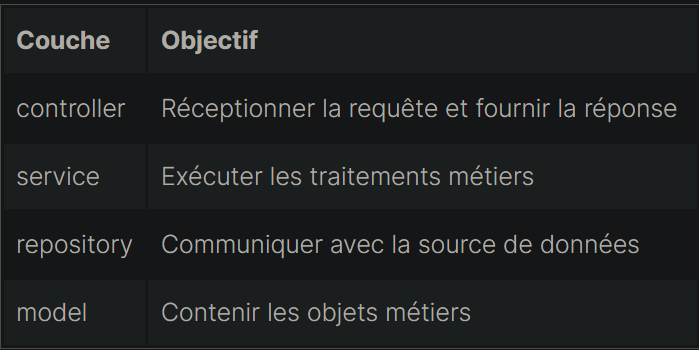 Couche Objectif
controller Réceptionner la requête et fournir la réponse
service Exécuter les traitements métiers
repository Communiquer avec la source de données
model Contenir les objets métiers